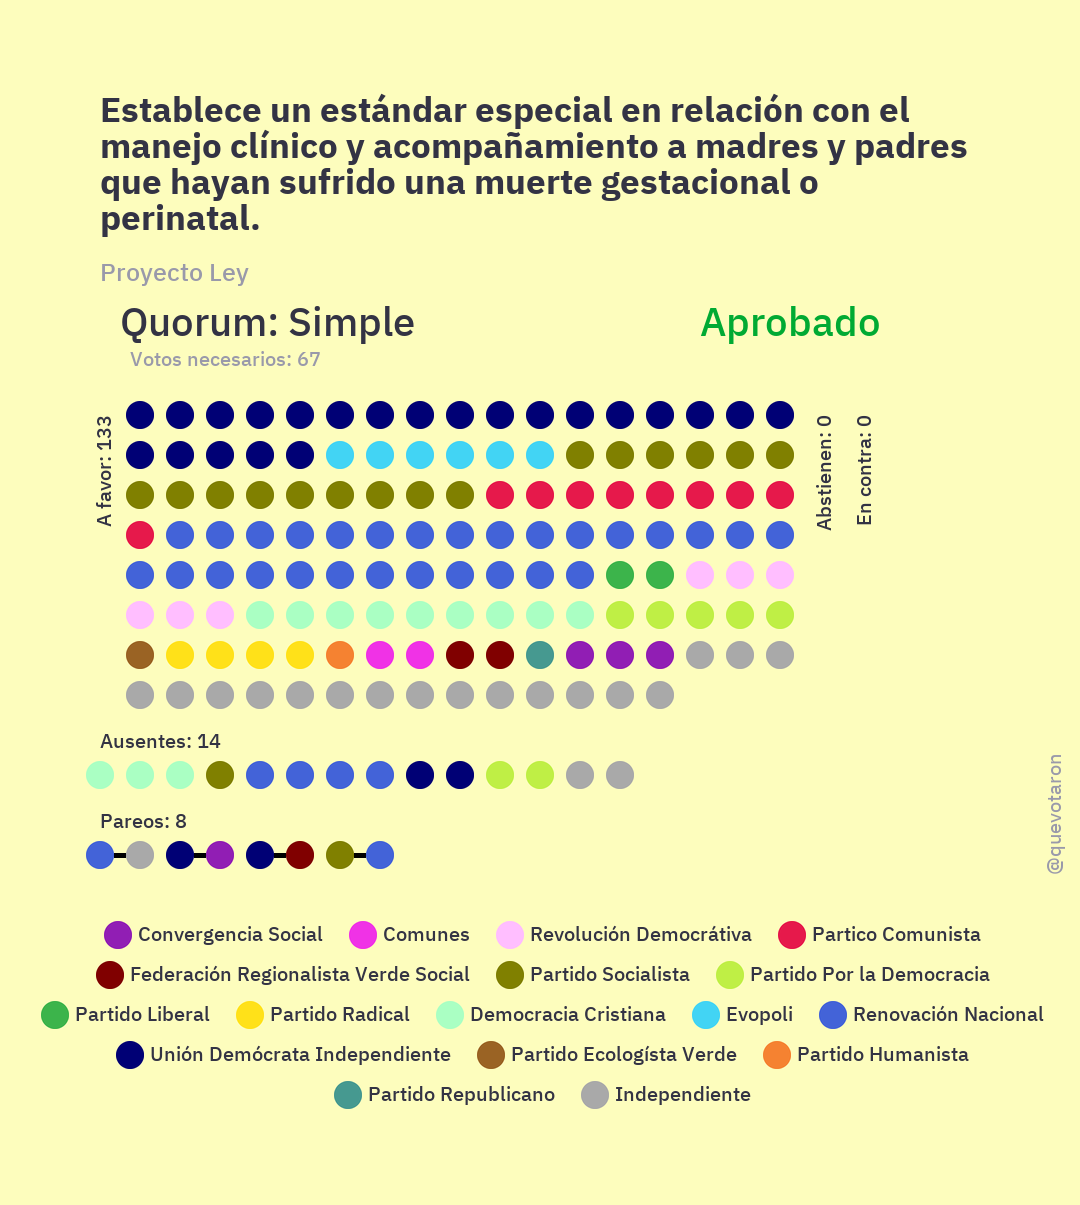 Establece un estándar especial en relación con el
manejo clínico y acompañamiento a madres y padres
que hayan sufrido una muerte gestacional o
perinatal.
Proyecto Ley
Quorum: Simple
Aprobado
Votos necesarios: 67
A favor: 133
Abstienen: 0
En contra: 0
Ausentes: 14
Pareos: 8
@quevotaron
Convergencia Social
Comunes
Revolución Democrátiva
Partico Comunista
Federación Regionalista Verde Social
Partido Socialista
Partido Por la Democracia
Partido Liberal
Partido Radical
Democracia Cristiana
Evopoli
Renovación Nacional
Unión Demócrata Independiente
Partido Ecologísta Verde
Partido Humanista
Partido Republicano
Independiente